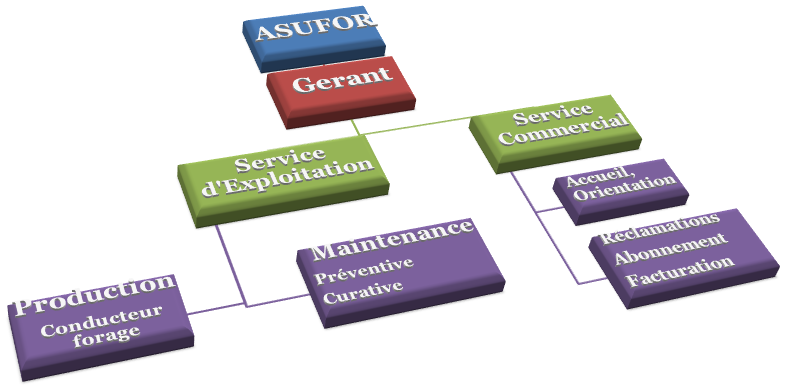 ASUFOR
Gerant
Service
d'Exploitation
Service
Commercial
Accueil,
Orientation
Réclamations
Abonnement
Facturation
Maintenance
Préventive
Curative
Production
Conducteur
forage